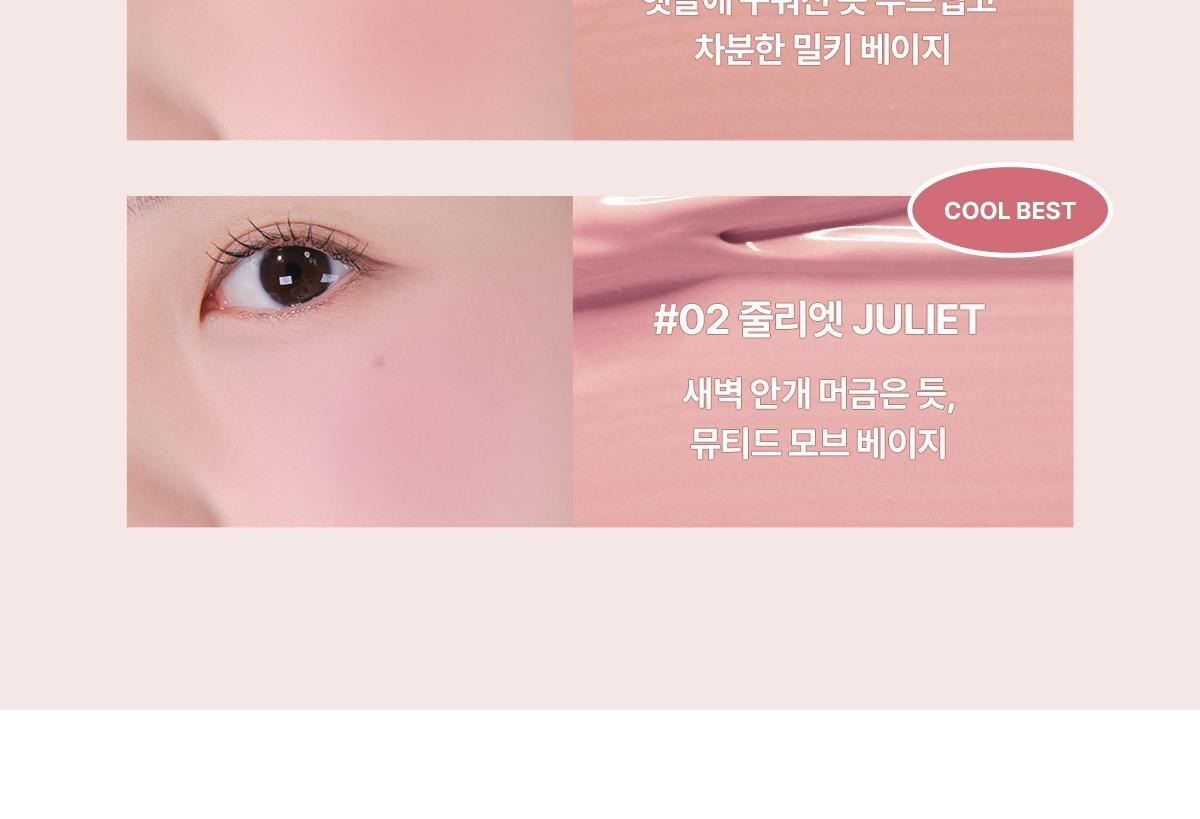 차분한 밀키 베이지
COOL BEST
#02 줄리엣 JULIET
새벽 안개 머금은 듯,
뮤티드 모브 베이지